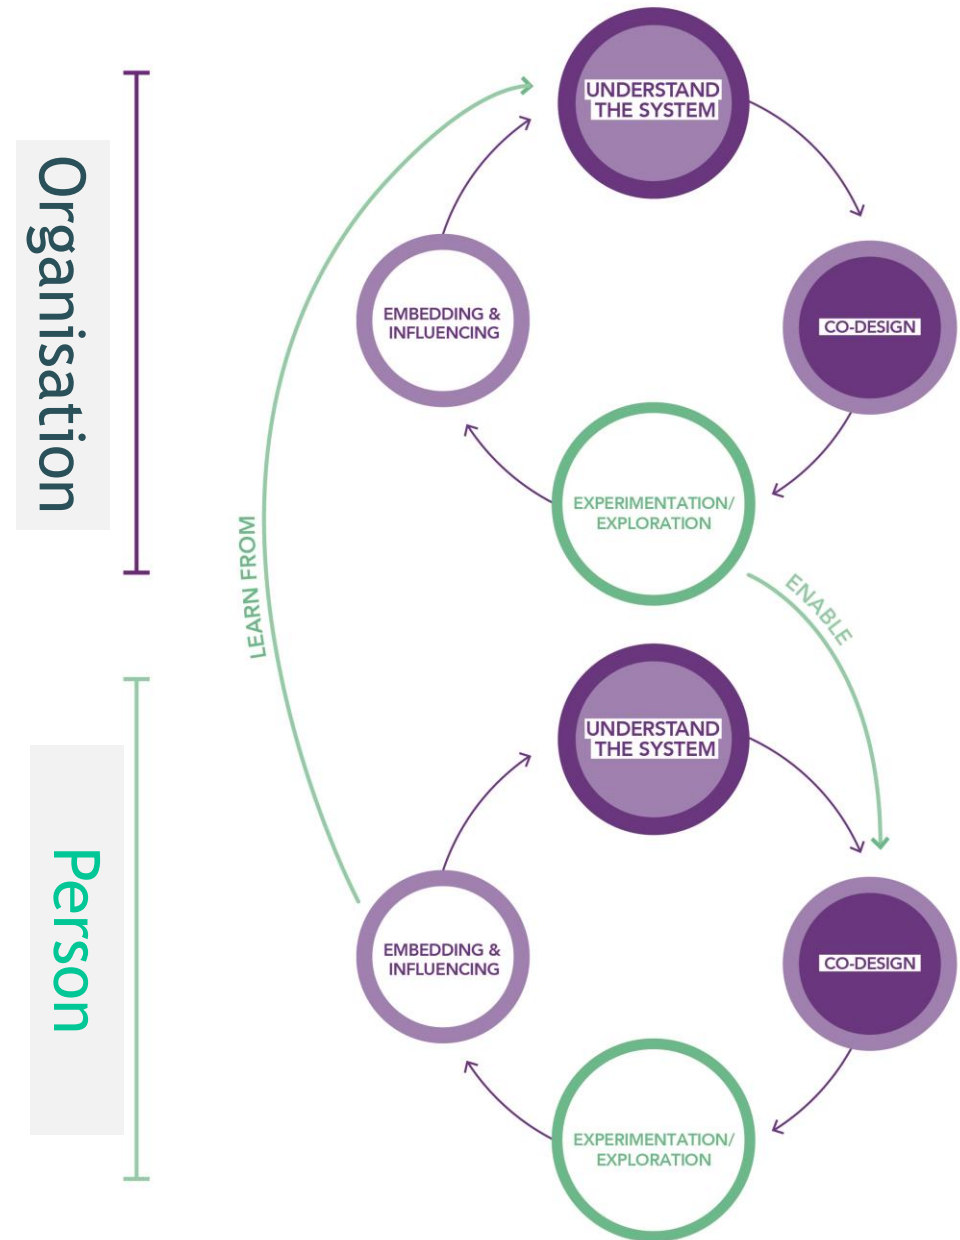 Organisation
UNDERSTAND
THE SYSTEM
EMBEDDING &
INFLUENCING
CO-DESIGN
EXPERIMENTATION/
EXPLORATION
LEARN FROM
ENABLE
Person
UNDERSTAND
THE SYSTEM
EMBEDDING &
INFLUENCING
CO-DESIGN
EXPERIMENTATION/
EXPLORATION